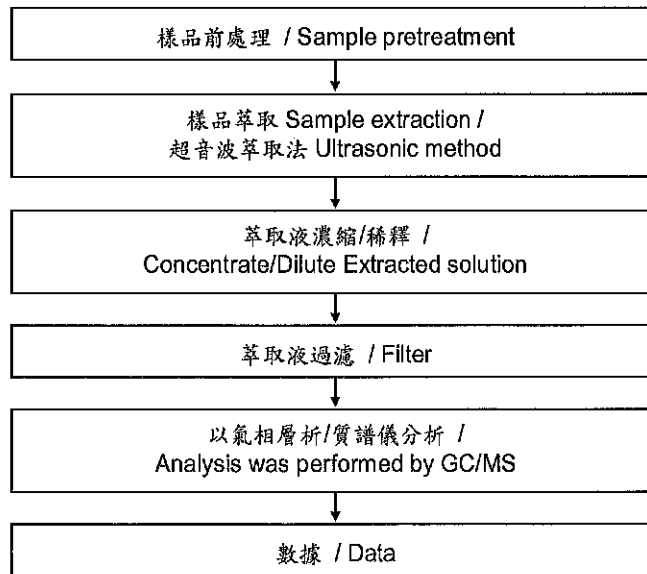 樣品前處理 / Sample pretreatment
樣品萃取 Sample extraction /
超音波萃取法 Ultrasonic method
萃取液濃縮/稀釋 /
Concentrate/Dilute Extracted solution
萃取液過濾 / Filter
以氣相層析/質譜儀分析 /
Analysis was performed by GC/MS
數據 / Data